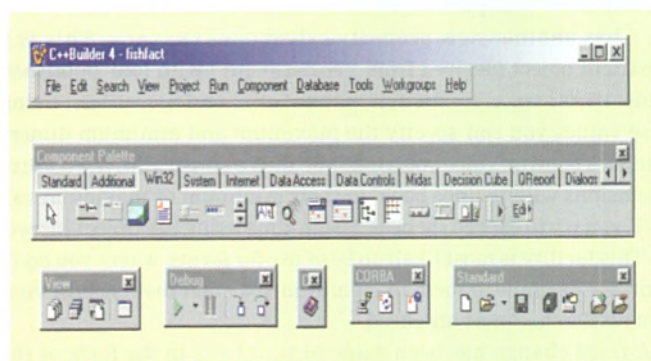 C++Builder 4 - fishfact
File Edit Search View Project Run Component Database Tools Workgroups Help
Component Palette
Standard Additional Win32 System Internet Data Access Data Controls Midas Decision Cube QReport Dialogs
View Debug CORBA Standard